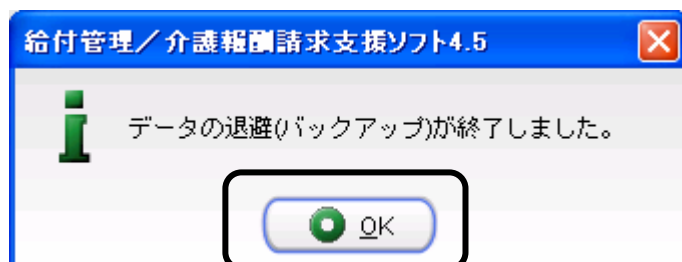 給付管理／介護報酬請求支援ソフト4.5
データの退避(バックアップ)が終了しました。
OK